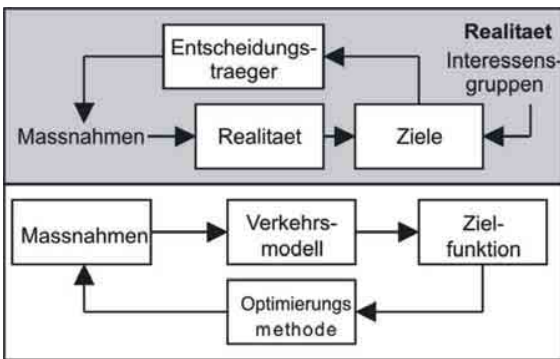 Realitaet
Interessens-
gruppen
Entscheidungs-
traeger
Massnahmen
Realitaet
Ziele
Massnahmen
Verkehrs-
modell
Ziel-
funktion
Optimierungs
methode